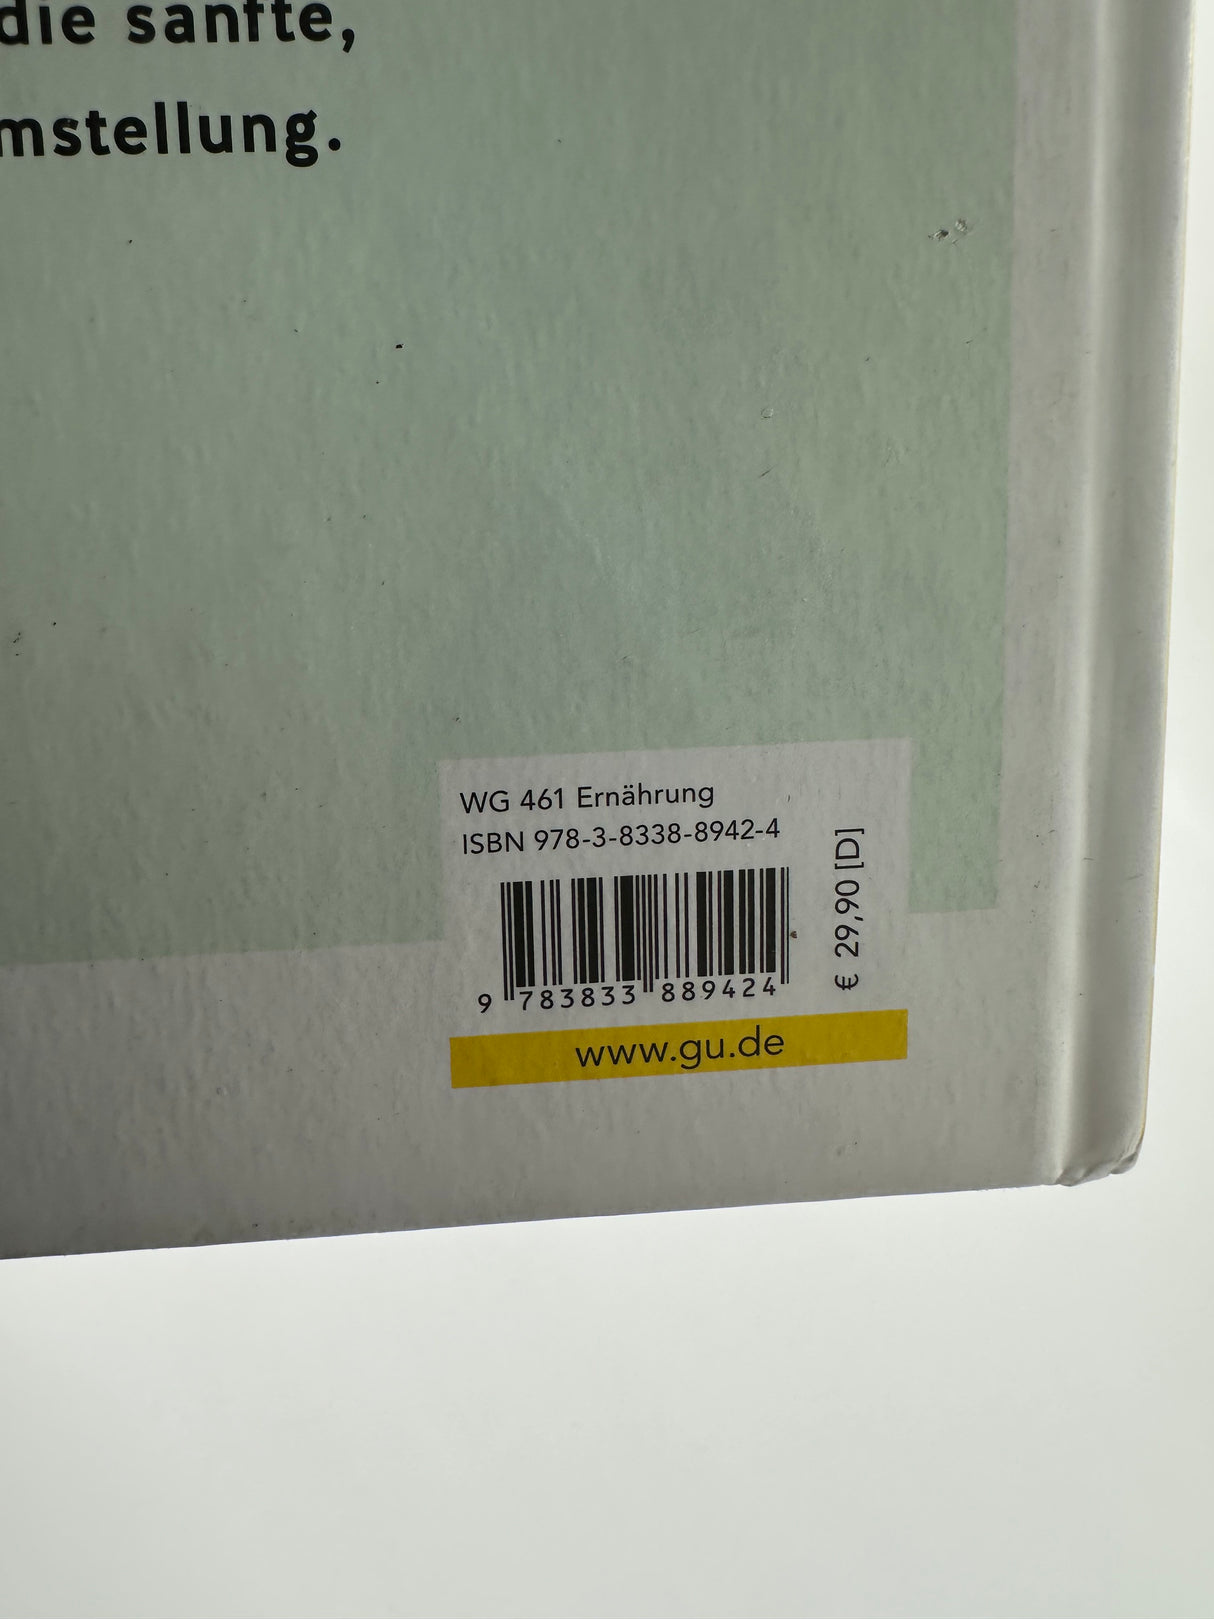 die sanfte,
mstellung.
WG 461 Ernährung
ISBN 978-3-8338-8942-4
9 783833 889424
€ 29,90 [D]
www.gu.de